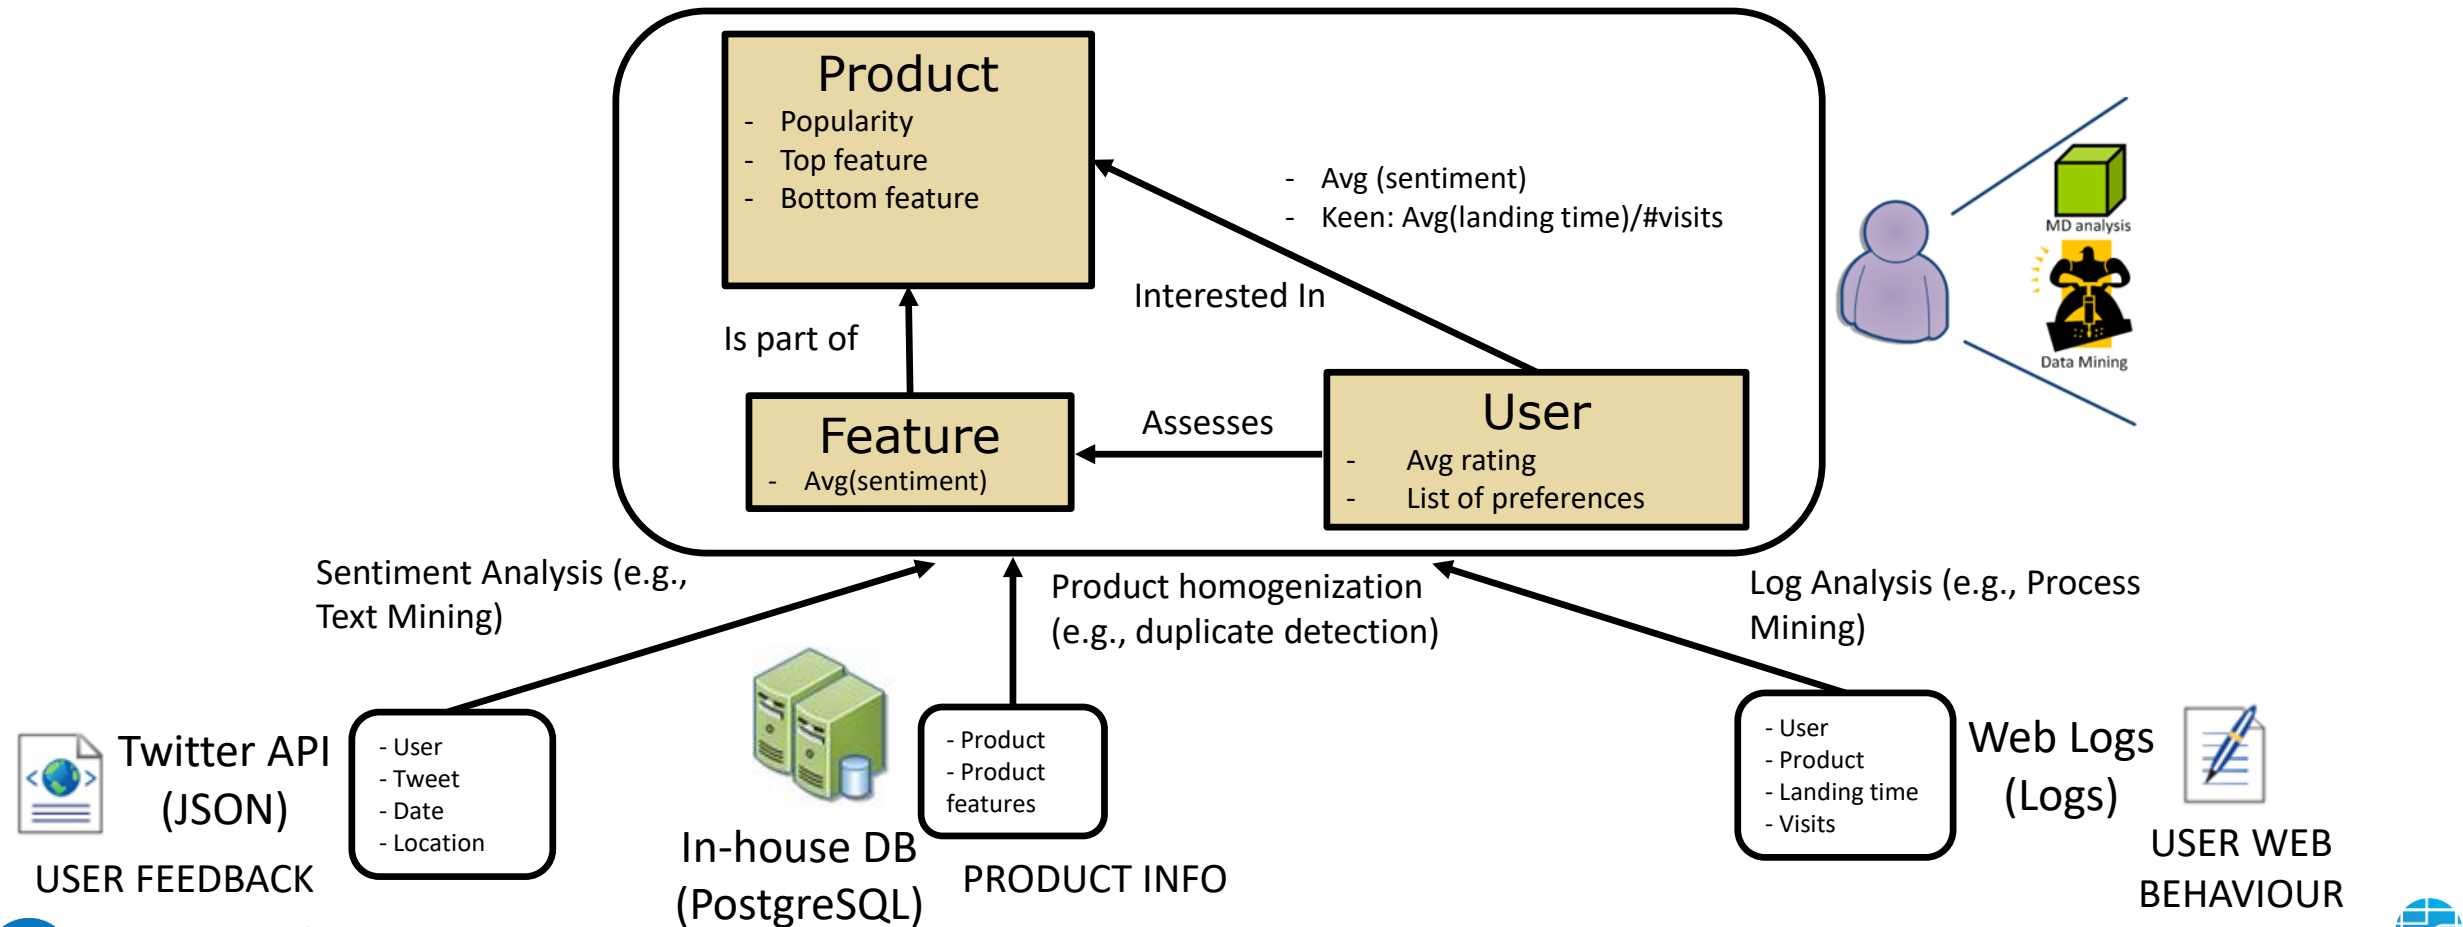 Product
- Popularity
- Top feature
- Bottom feature
- Avg (sentiment)
- Keen: Avg(landing time)/#visits
MD analysis
Interested In
Is part of
Data Mining
Feature
- Avg(sentiment)
Assesses
User
- Avg rating
- List of preferences
Sentiment Analysis (e.g.,
Text Mining)
Product homogenization
(e.g., duplicate detection)
Log Analysis (e.g., Process
Mining)
Twitter API
(JSON)
USER FEEDBACK
- User
- Tweet
- Date
- Location
In-house DB
(PostgreSQL)
- Product
- Product
features
PRODUCT INFO
- User
- Product
- Landing time
- Visits
Web Logs
(Logs)
USER WEB
BEHAVIOUR